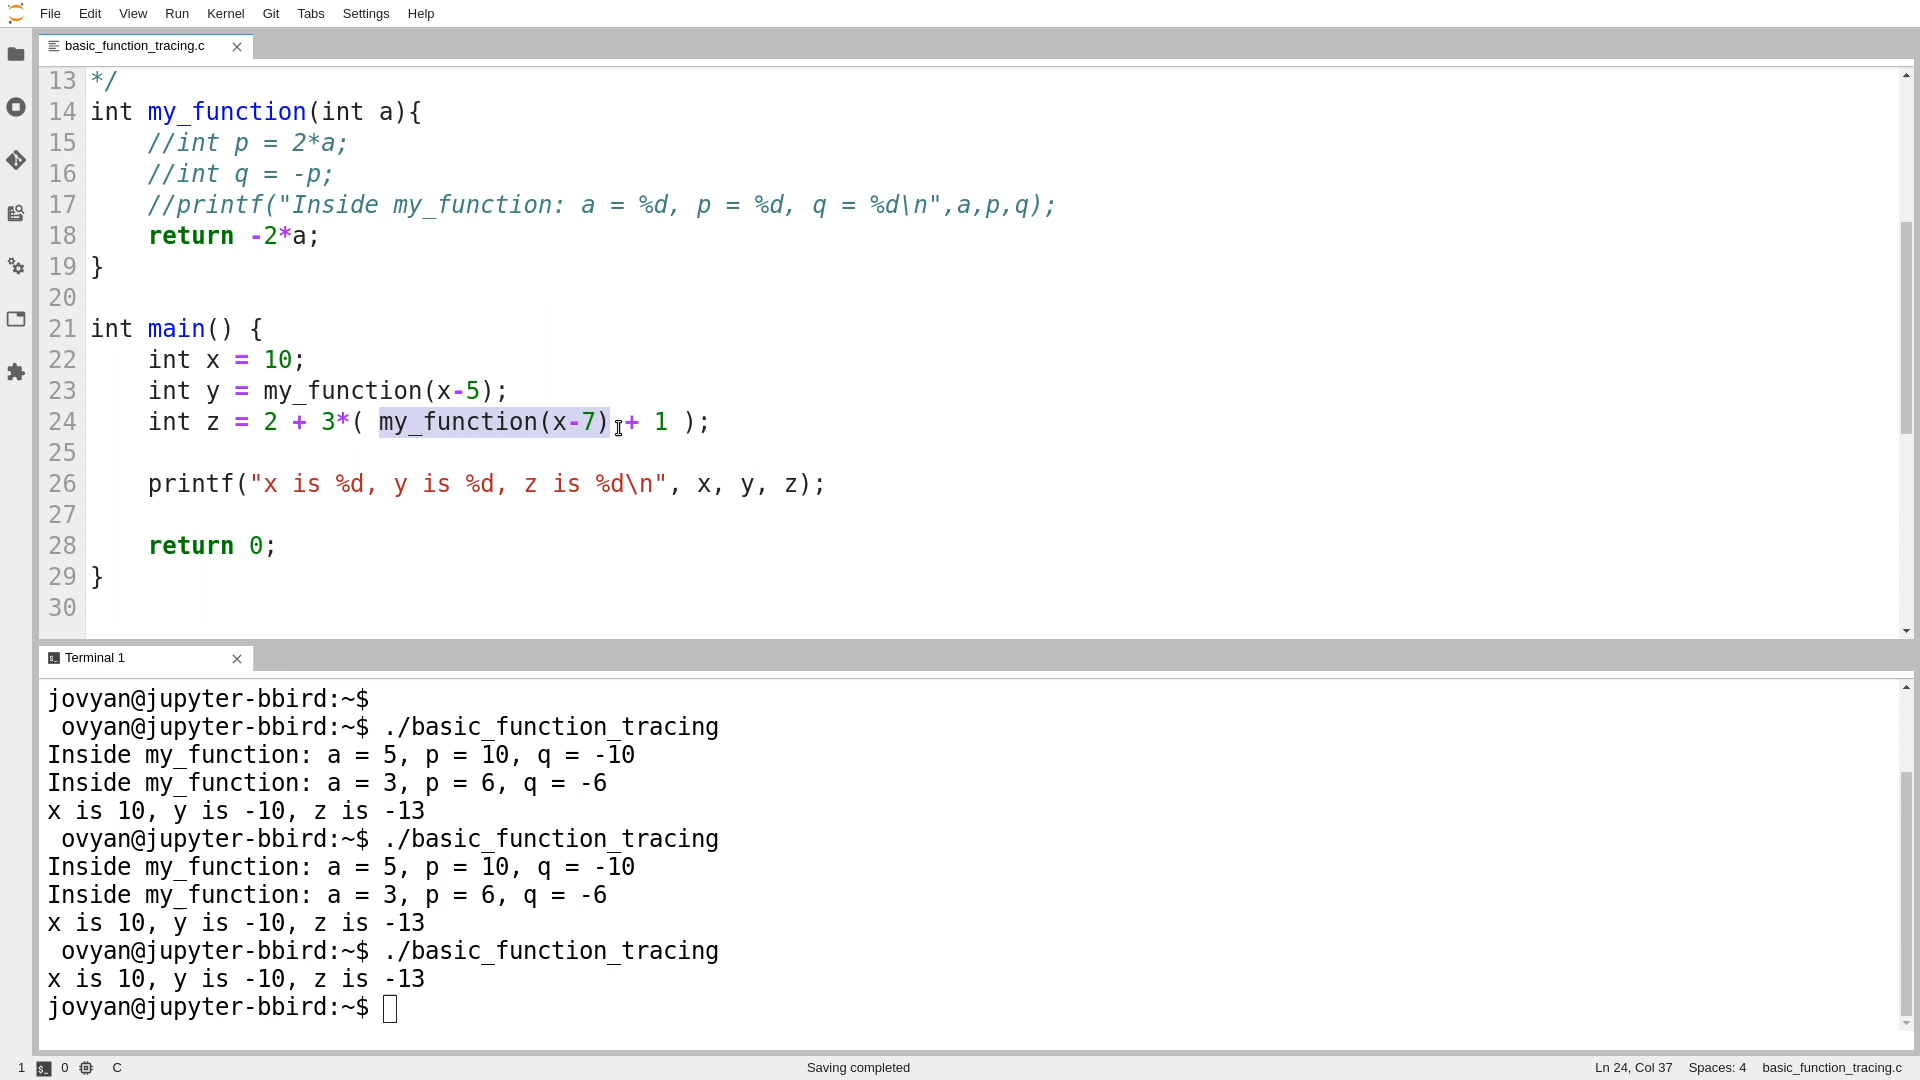 File Edit View Run Kernel Git Tabs Settings Help
basic_function_tracing.c
13 */
14 int my_function(int a){
15 //int p = 2*a;
16 //int q = -p;
17 //printf("Inside my_function: a = %d, p = %d, q = %d\n",a,p,q);
18 return -2*a;
19 }
20
21 int main() {
22 int x = 10;
23 int y = my_function(x-5);
24 int z = 2 + 3*( my_function(x-7) + 1 );
25
26 printf("x is %d, y is %d, z is %d\n", x, y, z);
27
28 return 0;
29 }
30
Terminal 1
jovyan@jupyter-bbird:~$
ovyan@jupyter-bbird:~$ ./basic_function_tracing
Inside my_function: a = 5, p = 10, q = -10
Inside my_function: a = 3, p = 6, q = -6
x is 10, y is -10, z is -13
ovyan@jupyter-bbird:~$ ./basic_function_tracing
Inside my_function: a = 5, p = 10, q = -10
Inside my_function: a = 3, p = 6, q = -6
x is 10, y is -10, z is -13
ovyan@jupyter-bbird:~$ ./basic_function_tracing
x is 10, y is -10, z is -13
jovyan@jupyter-bbird:~$
1 $_ 0 C Saving completed Ln 24, Col 37 Spaces: 4 basic_function_tracing.c